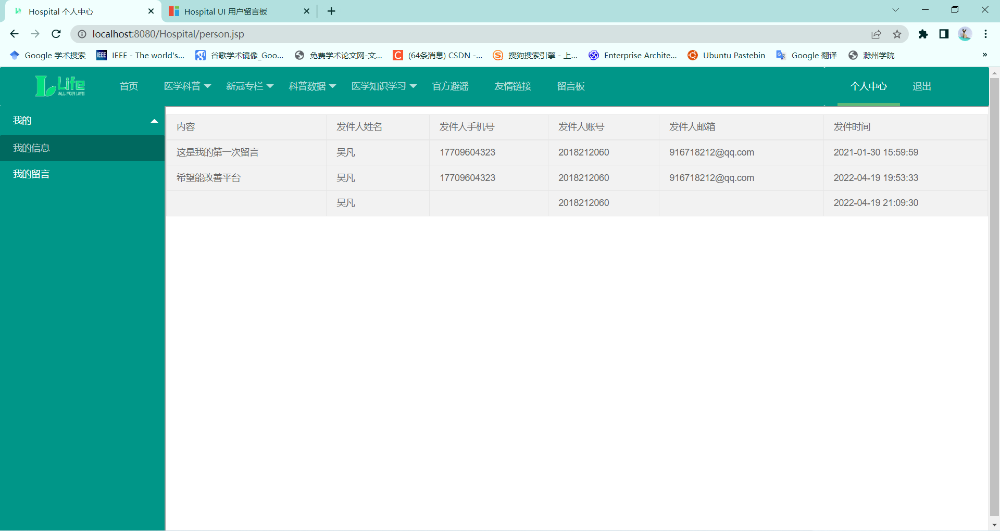 Hospital 个人中心
Hospital UI 用户留言板
localhost:8080/Hospital/person.jsp
Google 学术搜索 IEEE IEEE - The world's... 谷歌学术镜像_Goo... 免费学术论文网-文... C (64条消息) CSDN -... S 搜狗搜索引擎 - 上... Enterprise Archite... Ubuntu Pastebin Google 翻译 滁州学院 »
Life
ALL FOR LIFE
首页 医学科普 新冠专栏 科普数据 医学知识学习 官方避谣 友情链接 留言板 个人中心 退出
我的
我的信息
我的留言
内容 发件人姓名 发件人手机号 发件人账号 发件人邮箱 发件时间
这是我的第一次留言 吴凡 17709604323 2018212060 916718212@qq.com 2021-01-30 15:59:59
希望能改善平台 吴凡 17709604323 2018212060 916718212@qq.com 2022-04-19 19:53:33
吴凡 2018212060 2022-04-19 21:09:30